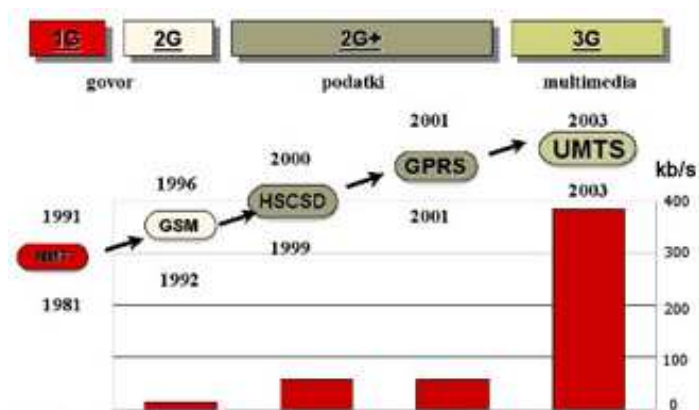 1G 2G 2G+ 3G
govor podatki multimedia
2001 2003
2000 GPRS UMTS
1996 HSCSD kb/s
1991 GSM 2001 2003 400
NMT 1999 300
1981 1992 200
100
0